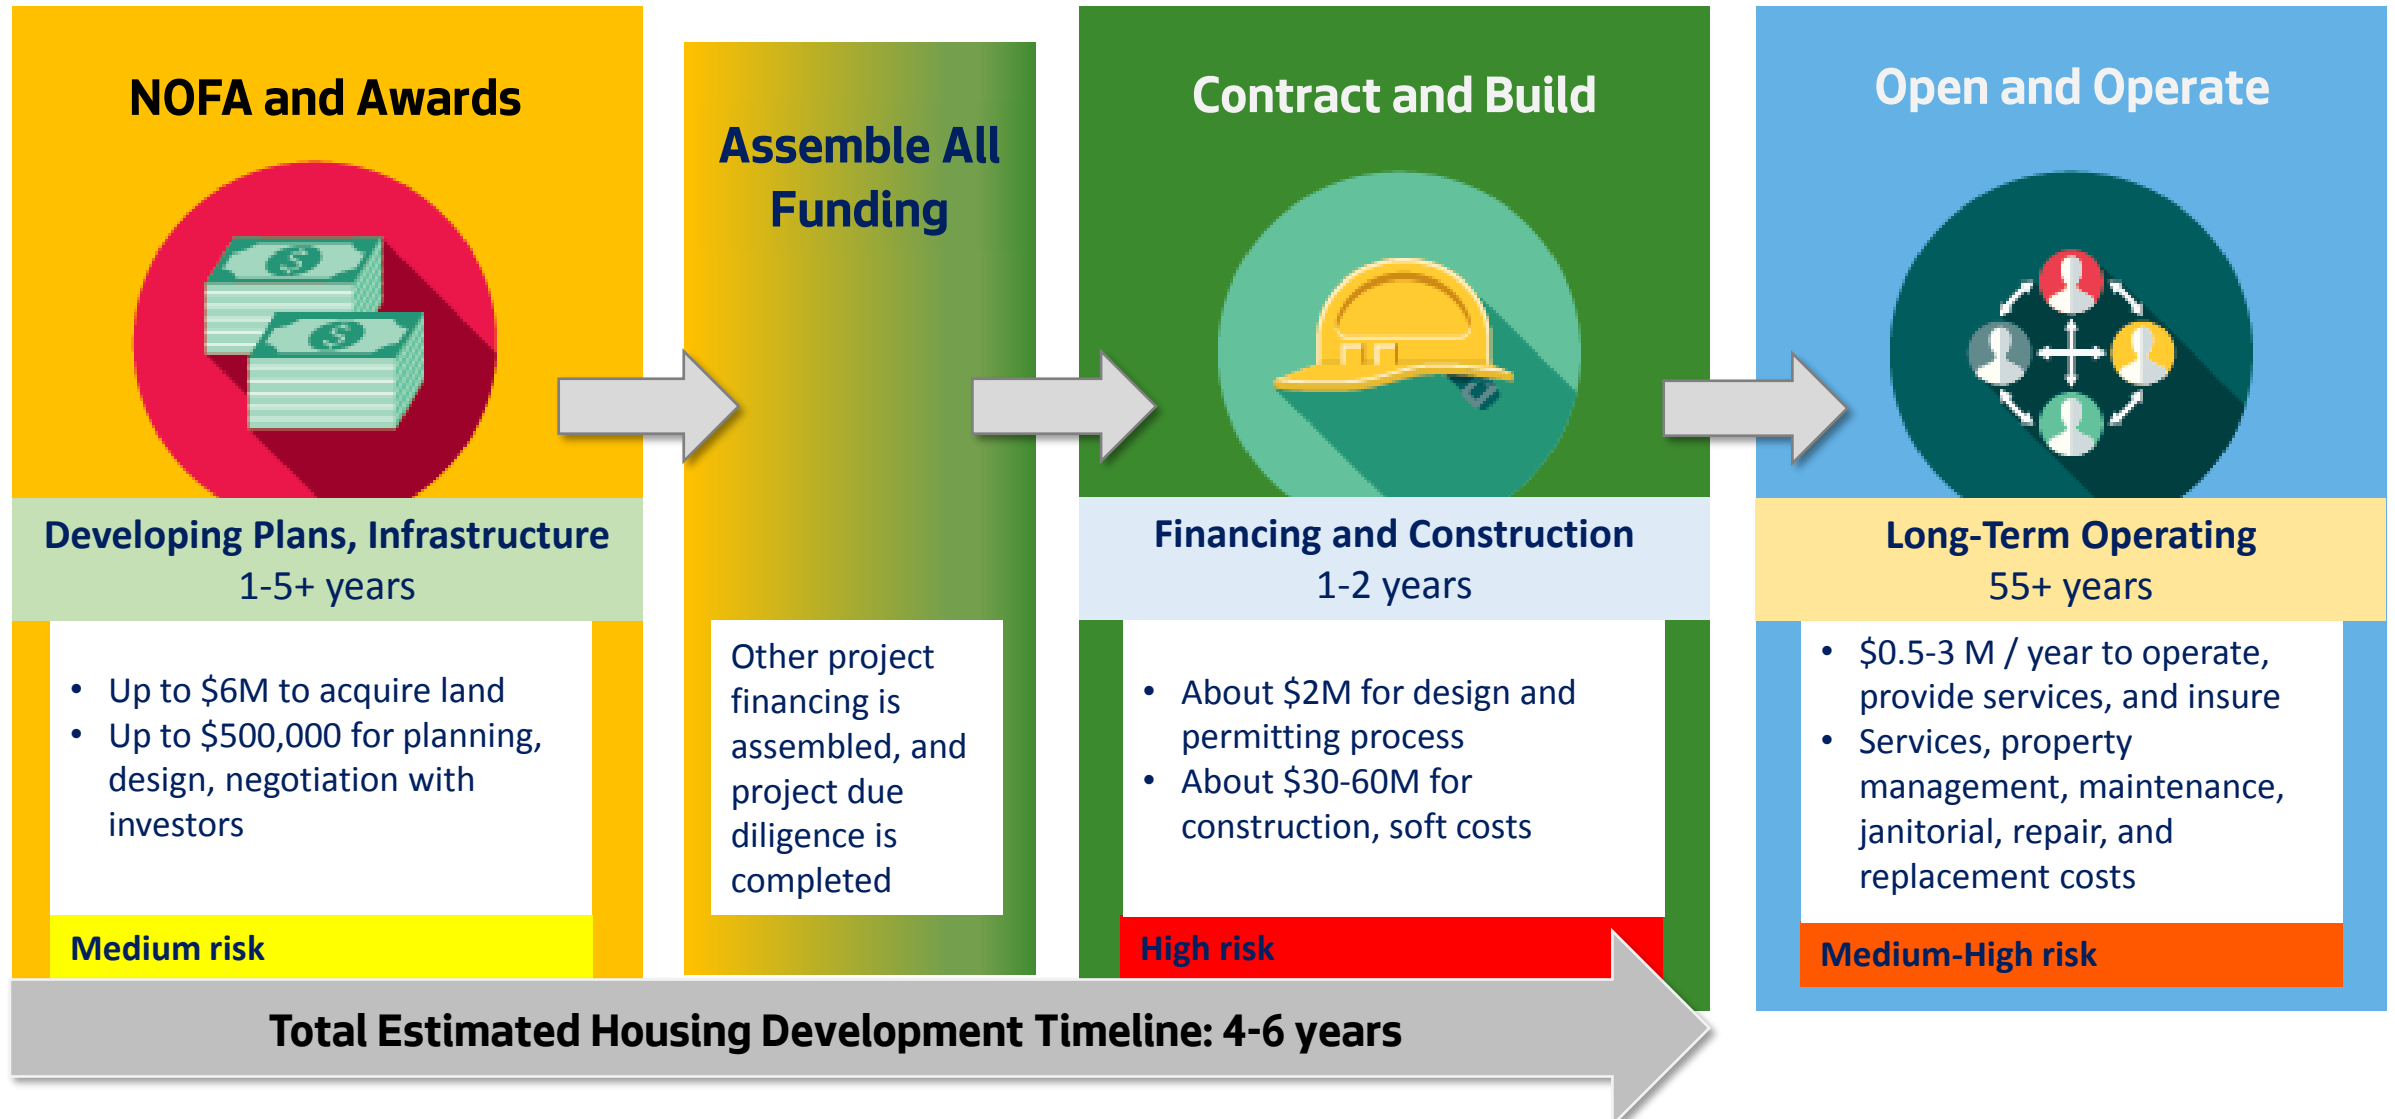 NOFA and Awards
Developing Plans, Infrastructure
1-5+ years
• Up to $6M to acquire land
• Up to $500,000 for planning,
design, negotiation with
investors
Medium risk
Assemble All
Funding
Other project
financing is
assembled, and
project due
diligence is
completed
Contract and Build
Financing and Construction
1-2 years
• About $2M for design and
permitting process
• About $30-60M for
construction, soft costs
High risk
Open and Operate
Long-Term Operating
55+ years
• $0.5-3 M / year to operate,
provide services, and insure
• Services, property
management, maintenance,
janitorial, repair, and
replacement costs
Medium-High risk
Total Estimated Housing Development Timeline: 4-6 years